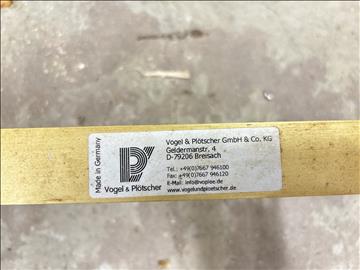 Made in Germany
Vogel & Plötscher
Vogel & Plötscher GmbH & Co. KG
Geldermanstr. 4
D-79206 Breisach
Tel.: +49(0)7667 946100
Fax: +49(0)7667 946120
E-Mail: info@voploe.de
www.vogelundploetscher.de